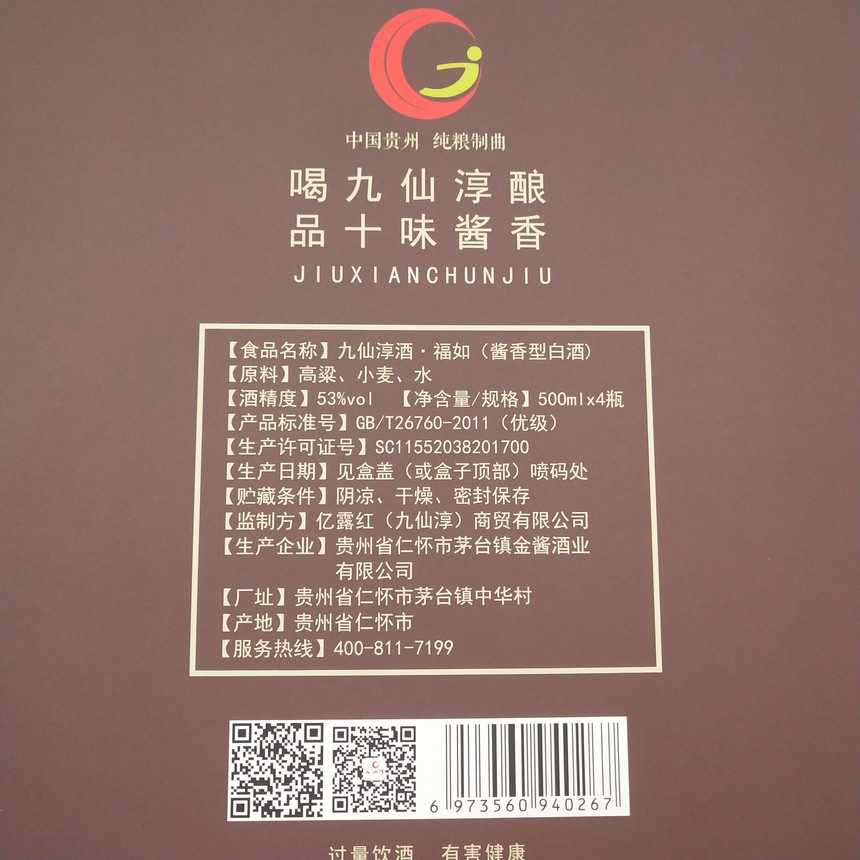 中国贵州 纯粮制曲
喝九仙淳酿
品十味酱香
JIUXIANCHUNJIU
【食品名称】九仙淳酒·福如（酱香型白酒）
【原料】高粱、小麦、水
【酒精度】53%vol 【净含量/规格】500mlx4瓶
【产品标准号】GB/T26760-2011（优级）
【生产许可证号】SC11552038201700
【生产日期】见盒盖（或盒子顶部）喷码处
【贮藏条件】阴凉、干燥、密封保存
【监制方】亿露红（九仙淳）商贸有限公司
【生产企业】贵州省仁怀市茅台镇金酱酒业
有限公司
【厂址】贵州省仁怀市茅台镇中华村
【产地】贵州省仁怀市
【服务热线】400-811-7199
九仙淳
6 973560 940267
过量饮酒 有害健康